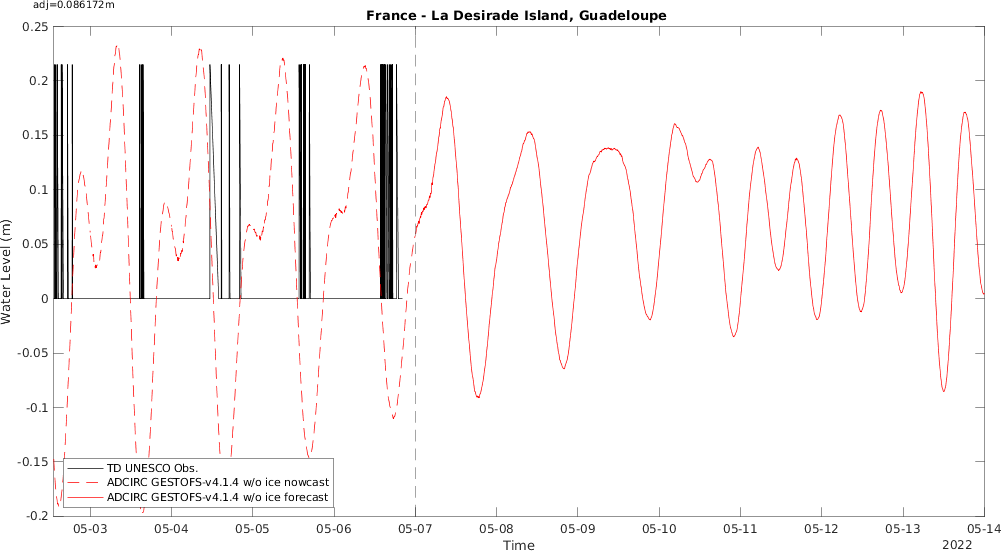 adj=0.086172m
France - La Desirade Island, Guadeloupe
0.25
0.2
0.15
0.1
0.05
0
-0.05
-0.1
-0.15
-0.2
Water Level (m)
TD UNESCO Obs.
ADCIRC GESTOFS-v4.1.4 w/o ice nowcast
ADCIRC GESTOFS-v4.1.4 w/o ice forecast
05-03 05-04 05-05 05-06 05-07 05-08 05-09 05-10 05-11 05-12 05-13 05-14
Time
2022